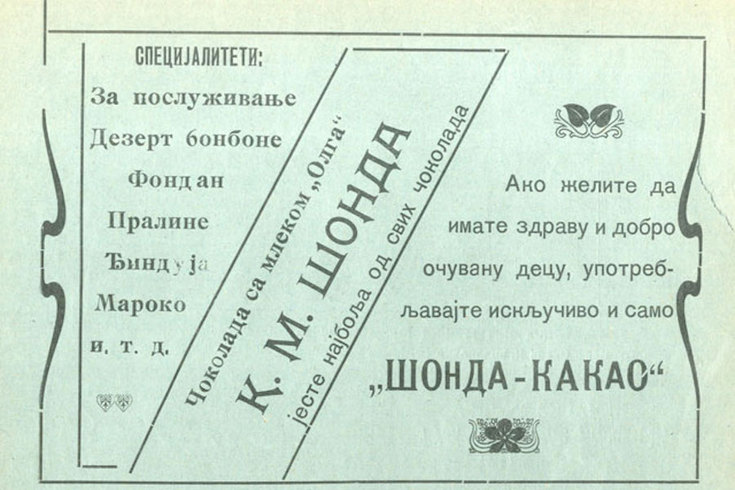 СПЕЦИЈАЛИТЕТИ:
За послуживање
Дезерт бонбоне
Фондан
Пралине
Ђиндуја
Мароко
и. т. д.
Чоколада са млеком „Олга“
К. М. ШОНДА
јесте најбоља од свих чоколада
Ако желите да
имате здраву и добро
очувану децу, употреб-
љавајте искључиво и само
„ШОНДА-КАКАО“